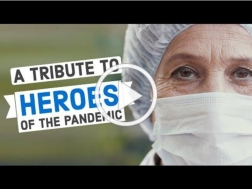 A TRIBUTE TO
HEROES
OF THE PANDEMIC